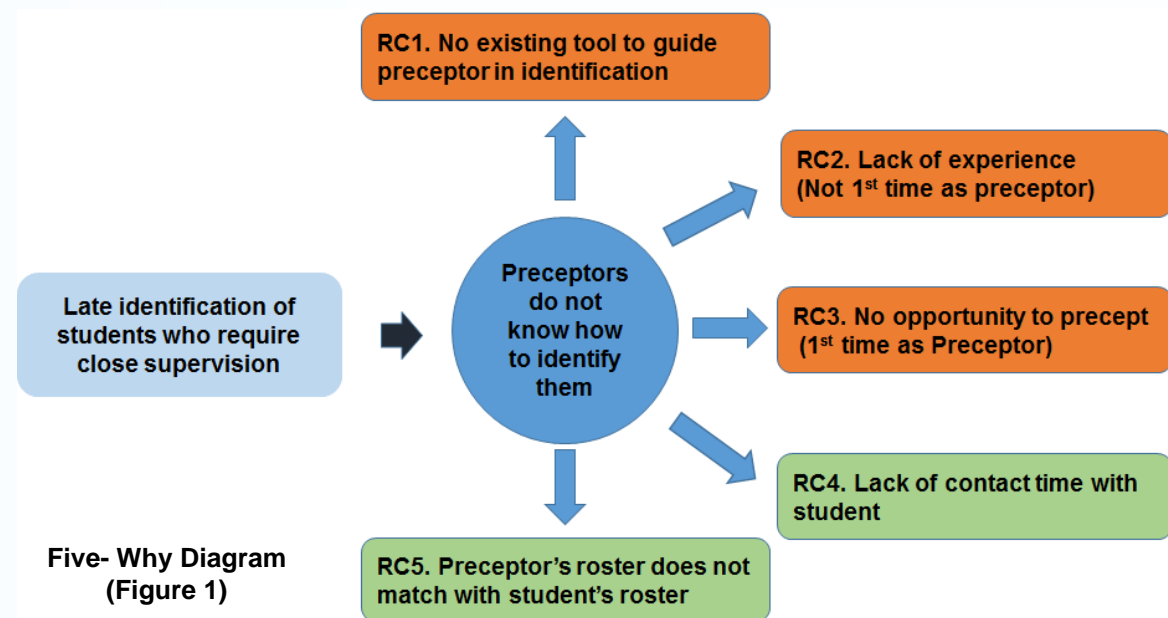 RC1. No existing tool to guide
preceptor in identification
RC2. Lack of experience
(Not 1st time as preceptor)
Late identification of
students who require
close supervision
Preceptors
do not
know how
to identify
them
RC3. No opportunity to precept
(1st time as Preceptor)
RC4. Lack of contact time with
student
Five- Why Diagram
(Figure 1)
RC5. Preceptor's roster does not
match with student's roster